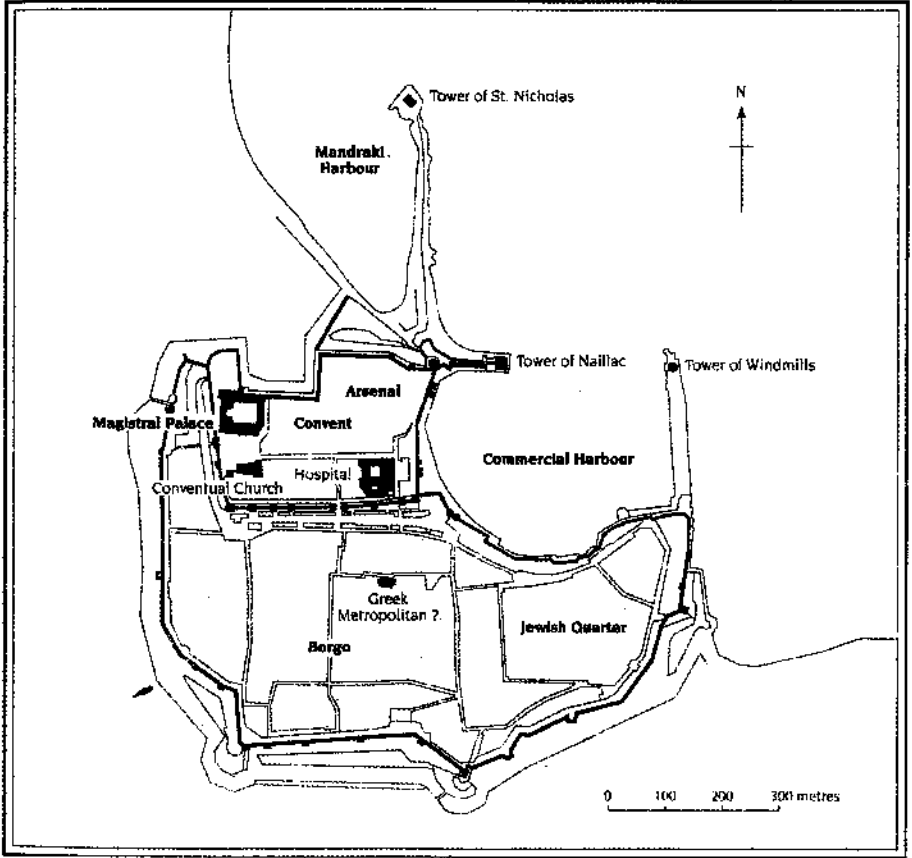 Tower of St. Nicholas
N
Mandraki
Harbour
Tower of Naillac
Tower of Windmills
Arsenal
Magistral Palace
Convent
Commercial Harbour
Hospital
Conventual Church
Greek
Metropolitan ?
Jewish Quarter
Borgo
0 100 200 300 metres